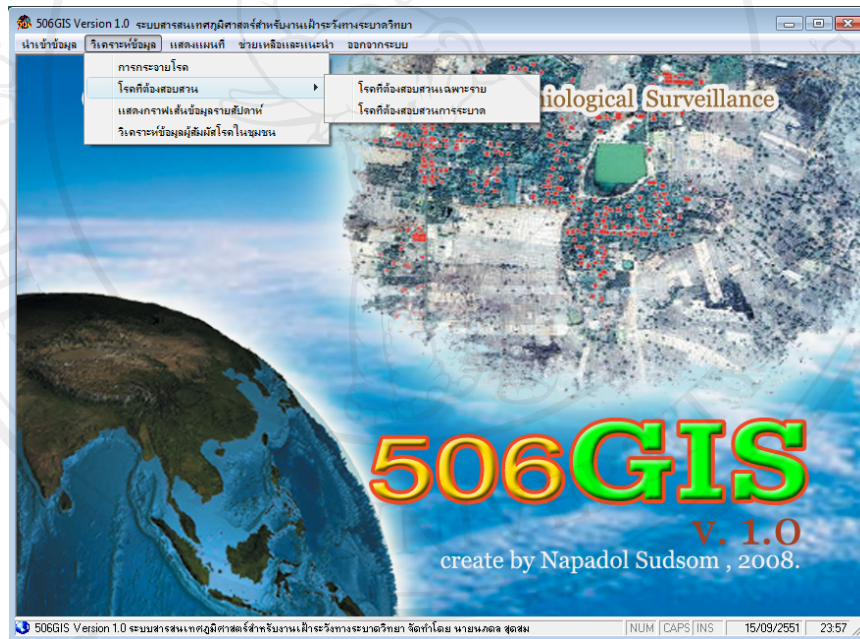 506GIS Version 1.0 ระบบสารสนเทศภูมิศาสตร์สำหรับงานเฝ้าระวังทางระบาดวิทยา
นำเข้าข้อมูล วิเคราะห์ข้อมูล แสดงแผนที่ ช่วยเหลือและแนะนำ ออกจากระบบ
การกระจายโรค
โรคที่ต้องสอบสวน
แสดงกราฟเส้นข้อมูลรายสัปดาห์
วิเคราะห์ข้อมูลผู้สัมผัสโรคในชุมชน
โรคที่ต้องสอบสวนเฉพาะราย
โรคที่ต้องสอบสวนการระบาด
Surveillance
506GIS
v. 1.0
create by Napadol Sudsom , 2008.
506GIS Version 1.0 ระบบสารสนเทศภูมิศาสตร์สำหรับงานเฝ้าระวังทางระบาดวิทยา จัดทำโดย นายนภดล สุดสม NUM CAPS INS 15/09/2551 23:57